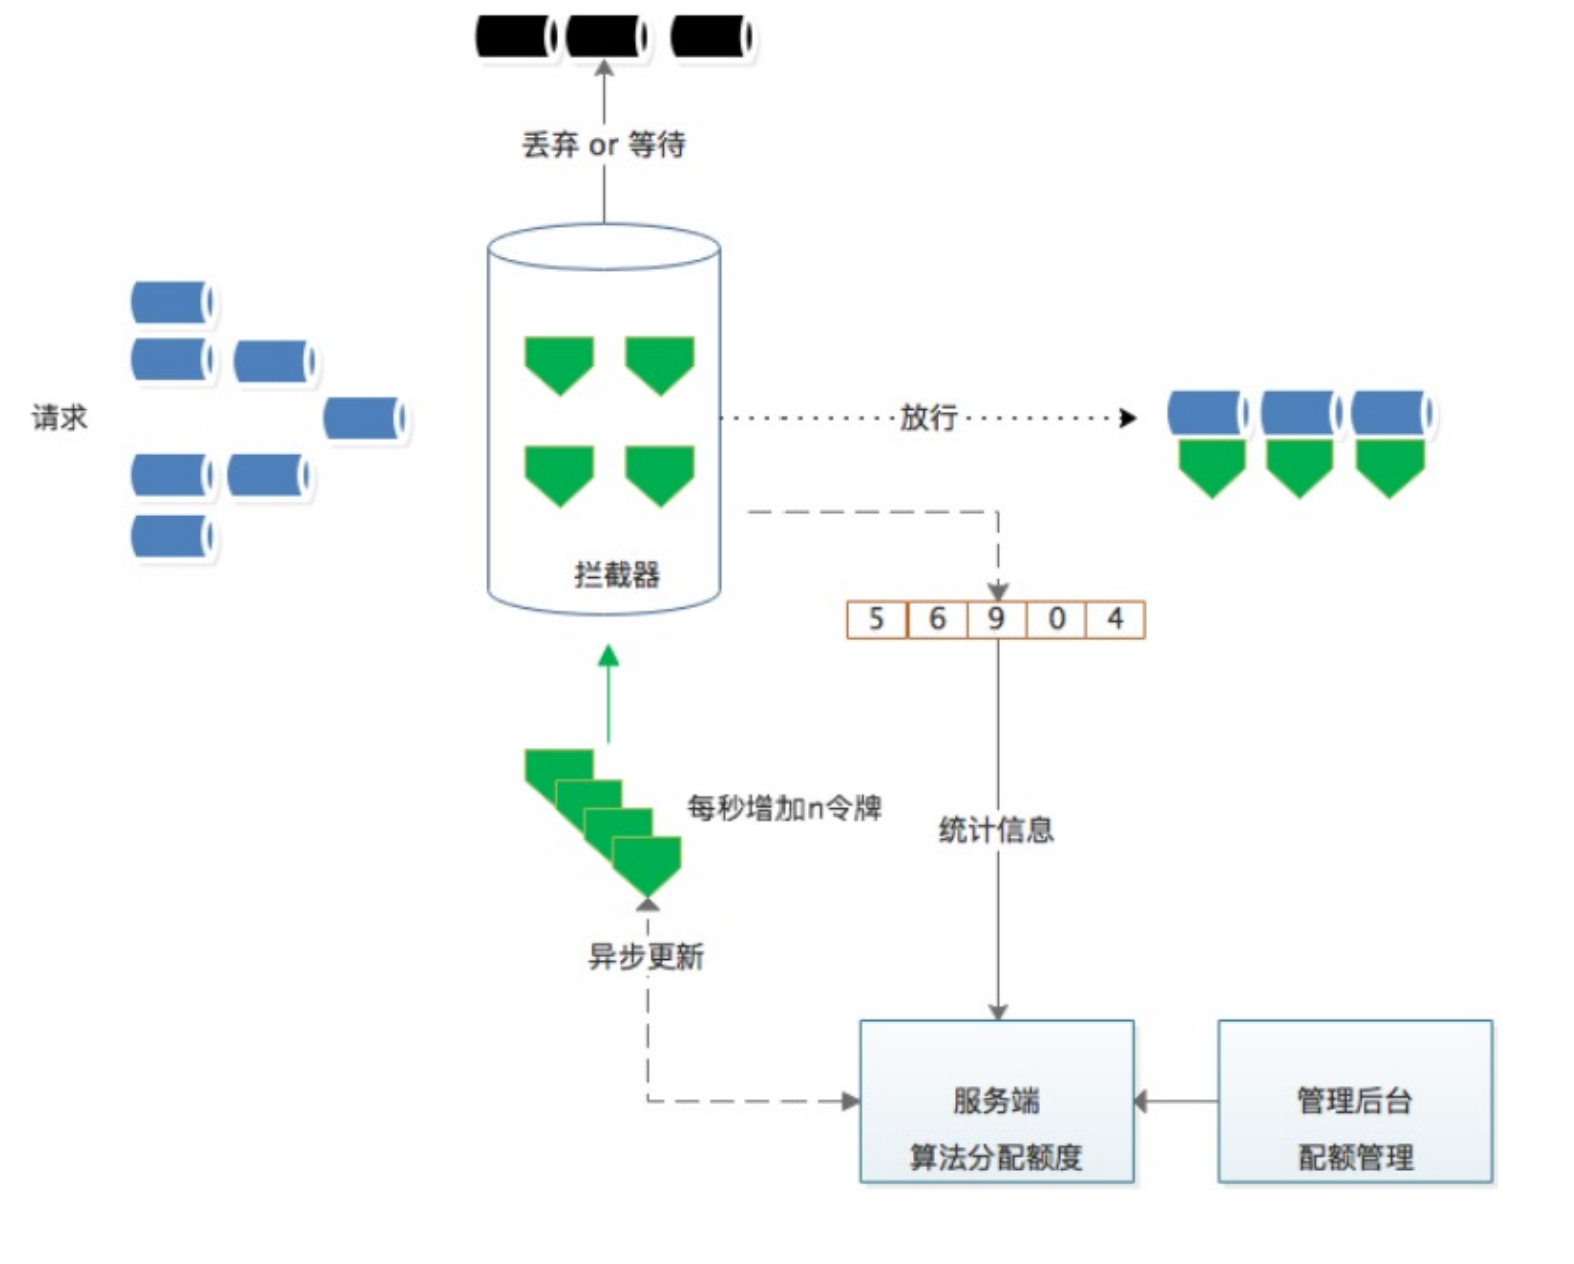 丢弃 or 等待
请求
放行
拦截器
5 6 9 0 4
每秒增加n令牌
统计信息
异步更新
服务端
算法分配额度
管理后台
配额管理